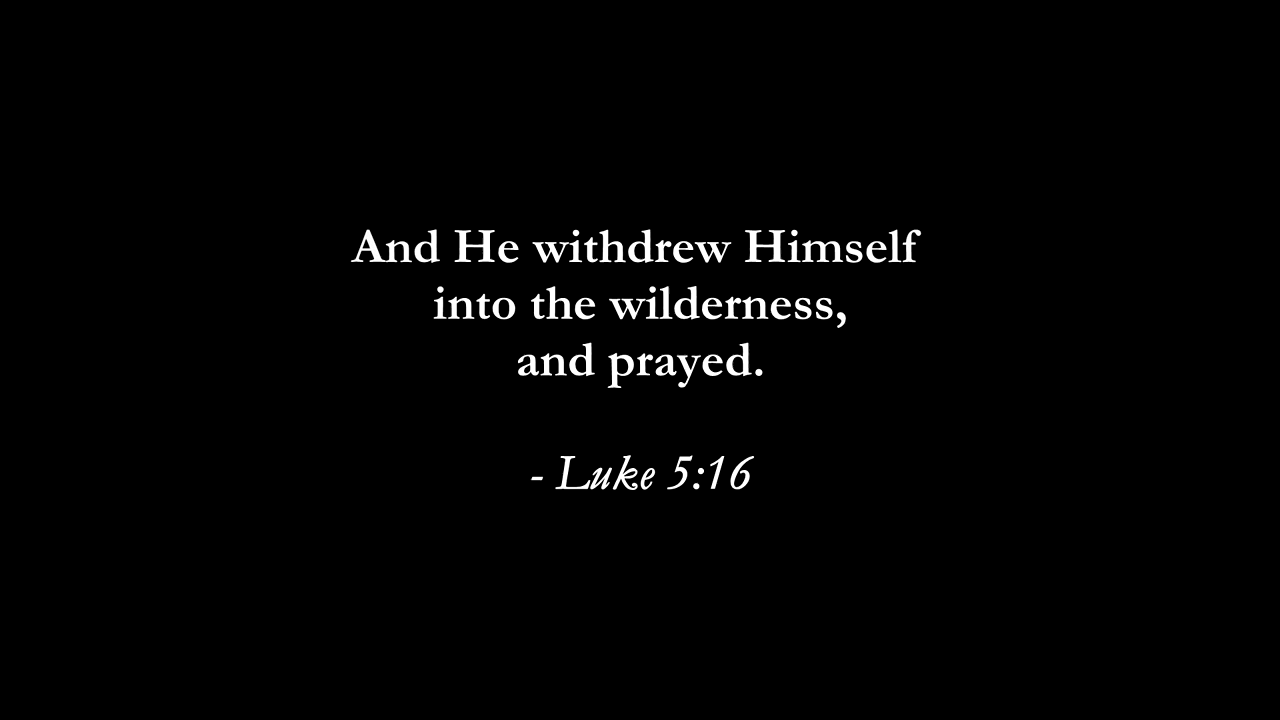 And He withdrew Himself
into the wilderness,
and prayed.
- Luke 5:16